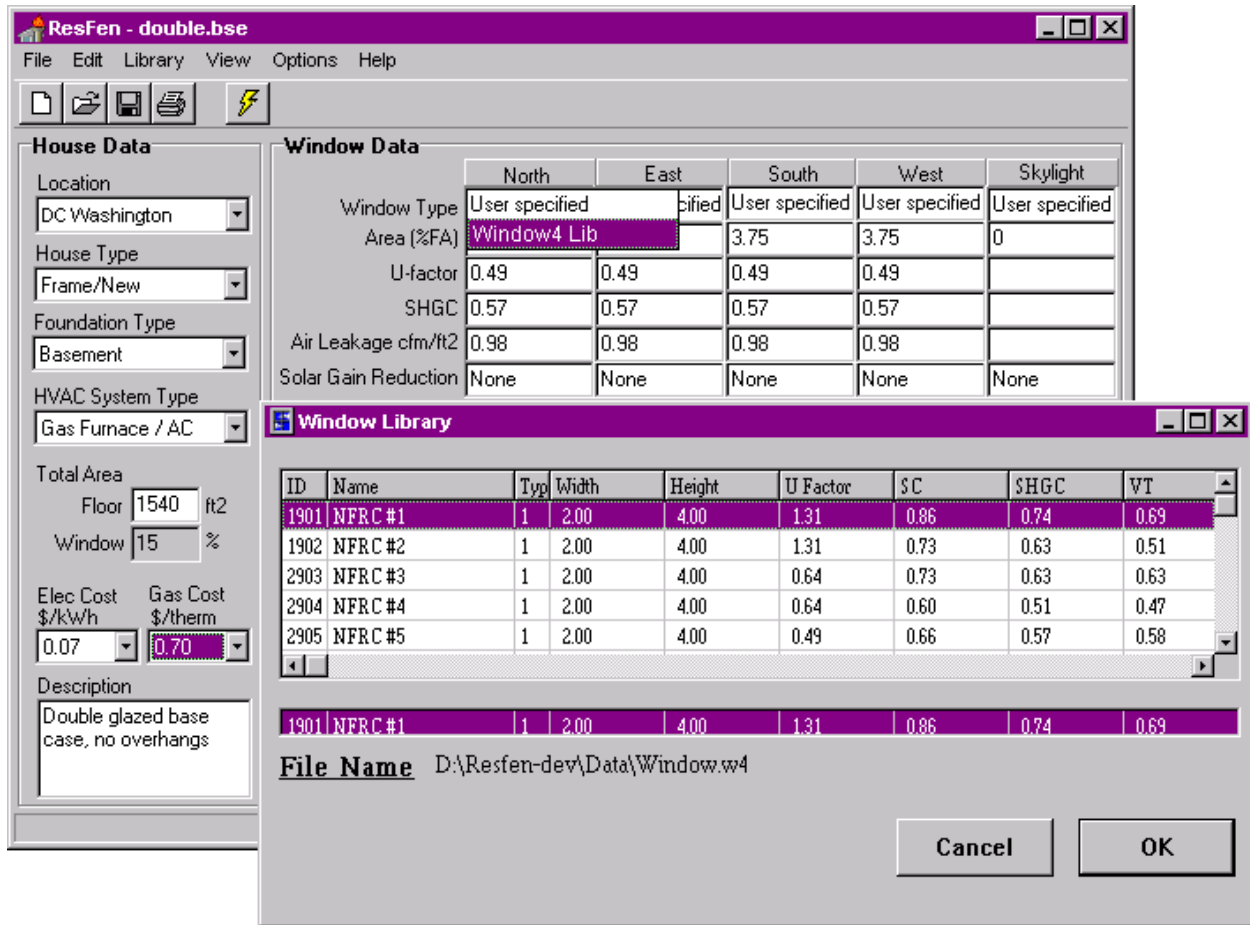 ResFen - double.bse
File Edit Library View Options Help
House Data
Location
DC Washington
House Type
Frame/New
Foundation Type
Basement
HVAC System Type
Gas Furnace / AC
Total Area
Floor 1540 ft2
Window 15 %
Elec Cost Gas Cost
$/kWh $/therm
0.07 0.70
Description
Double glazed base
case, no overhangs
Window Data
North East South West Skylight
Window Type User specified User specified User specified User specified
Window4 Lib
Area (%FA) 3.75 3.75 0
U-factor 0.49 0.49 0.49 0.49
SHGC 0.57 0.57 0.57 0.57
Air Leakage cfm/ft2 0.98 0.98 0.98 0.98
Solar Gain Reduction None None None None None
Window Library
ID Name Typ Width Height U Factor SC SHGC VT
1901 NFRC #1 1 2.00 4.00 1.31 0.86 0.74 0.69
1902 NFRC #2 1 2.00 4.00 1.31 0.73 0.63 0.51
2903 NFRC #3 1 2.00 4.00 0.64 0.73 0.63 0.63
2904 NFRC #4 1 2.00 4.00 0.64 0.60 0.51 0.47
2905 NFRC #5 1 2.00 4.00 0.49 0.66 0.57 0.58
1901 NFRC #1 1 2.00 4.00 1.31 0.86 0.74 0.69
File Name D:\Resfen-dev\Data\Window.w4
Cancel OK